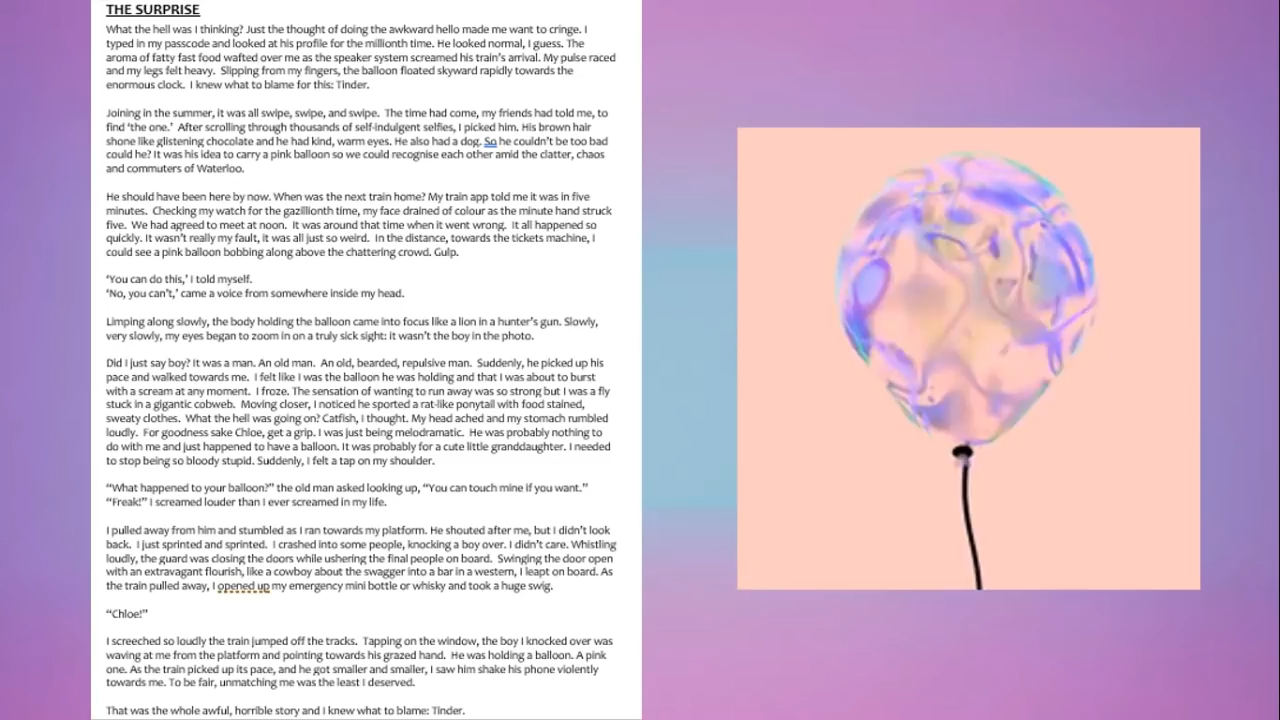 THE SURPRISE
What the hell was I thinking? Just the thought of doing the awkward hello made me want to cringe. I
typed in my passcode and looked at his profile for the millionth time. He looked normal, I guess. The
aroma of fatty fast food wafted over me as the speaker system screamed his train's arrival. My pulse raced
and my legs felt heavy. Slipping from my fingers, the balloon floated skyward rapidly towards the
enormous clock. I knew what to blame for this: Tinder.
Joining in the summer, it was all swipe, swipe, and swipe. The time had come, my friends had told me, to
find 'the one.' After scrolling through thousands of self-indulgent selfies, I picked him. His brown hair
shone like glistening chocolate and he had kind, warm eyes. He also had a dog. So he couldn't be too bad
could he? It was his idea to carry a pink balloon so we could recognise each other amid the clatter, chaos
and commuters of Waterloo.
He should have been here by now. When was the next train home? My train app told me it was in five
minutes. Checking my watch for the gazillionth time, my face drained of colour as the minute hand struck
five. We had agreed to meet at noon. It was around that time when it went wrong. It all happened so
quickly. It wasn't really my fault, it was all just so weird. In the distance, towards the tickets machine, I
could see a pink balloon bobbing along above the chattering crowd. Gulp.
'You can do this,' I told myself.
'No, you can't,' came a voice from somewhere inside my head.
Limping along slowly, the body holding the balloon came into focus like a lion in a hunter's gun. Slowly,
very slowly, my eyes began to zoom in on a truly sick sight: it wasn't the boy in the photo.
Did I just say boy? It was a man. An old man. An old, bearded, repulsive man. Suddenly, he picked up his
pace and walked towards me. I felt like I was the balloon he was holding and that I was about to burst
with a scream at any moment. I froze. The sensation of wanting to run away was so strong but I was a fly
stuck in a gigantic cobweb. Moving closer, I noticed he sported a rat-like ponytail with food stained,
sweaty clothes. What the hell was going on? Catfish, I thought. My head ached and my stomach rumbled
loudly. For goodness sake Chloe, get a grip. I was just being melodramatic. He was probably nothing to
do with me and just happened to have a balloon. It was probably for a cute little granddaughter. I needed
to stop being so bloody stupid. Suddenly, I felt a tap on my shoulder.
"What happened to your balloon?" the old man asked looking up, "You can touch mine if you want."
"Freak!" I screamed louder than I ever screamed in my life.
I pulled away from him and stumbled as I ran towards my platform. He shouted after me, but I didn't look
back. I just sprinted and sprinted. I crashed into some people, knocking a boy over. I didn't care. Whistling
loudly, the guard was closing the doors while ushering the final people on board. Swinging the door open
with an extravagant flourish, like a cowboy about the swagger into a bar in a western, I leapt on board. As
the train pulled away, I opened up my emergency mini bottle or whisky and took a huge swig.
"Chloe!"
I screeched so loudly the train jumped off the tracks. Tapping on the window, the boy I knocked over was
waving at me from the platform and pointing towards his grazed hand. He was holding a balloon. A pink
one. As the train picked up its pace, and he got smaller and smaller, I saw him shake his phone violently
towards me. To be fair, unmatching me was the least I deserved.
That was the whole awful, horrible story and I knew what to blame: Tinder.